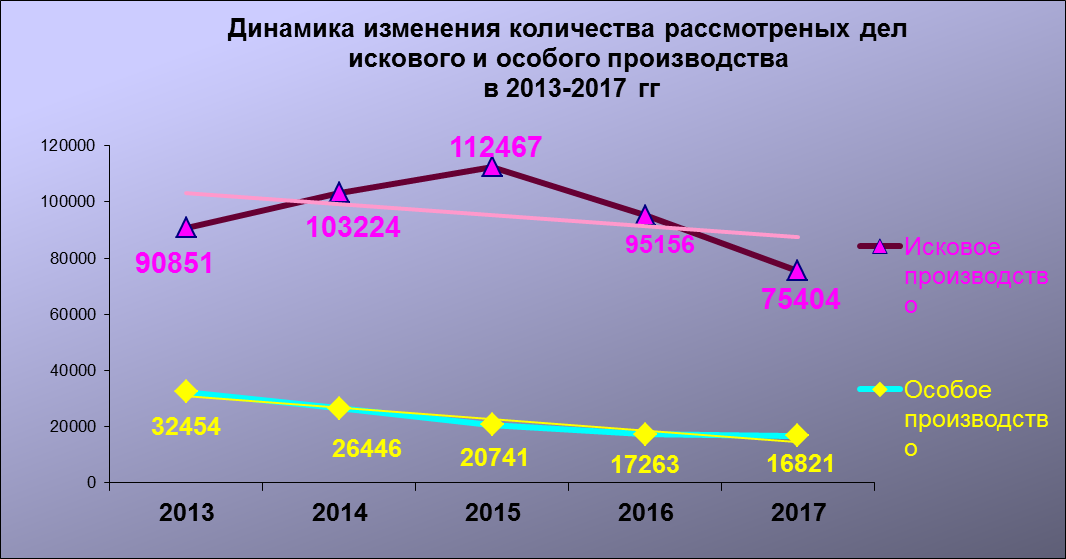 Динамика изменения количества рассмотреных дел
искового и особого производства
в 2013-2017 гг
120000
100000
80000
60000
40000
20000
0
90851
103224
112467
95156
75404
32454
26446
20741
17263
16821
2013
2014
2015
2016
2017
Исковое
производств
о
Особое
производств
о